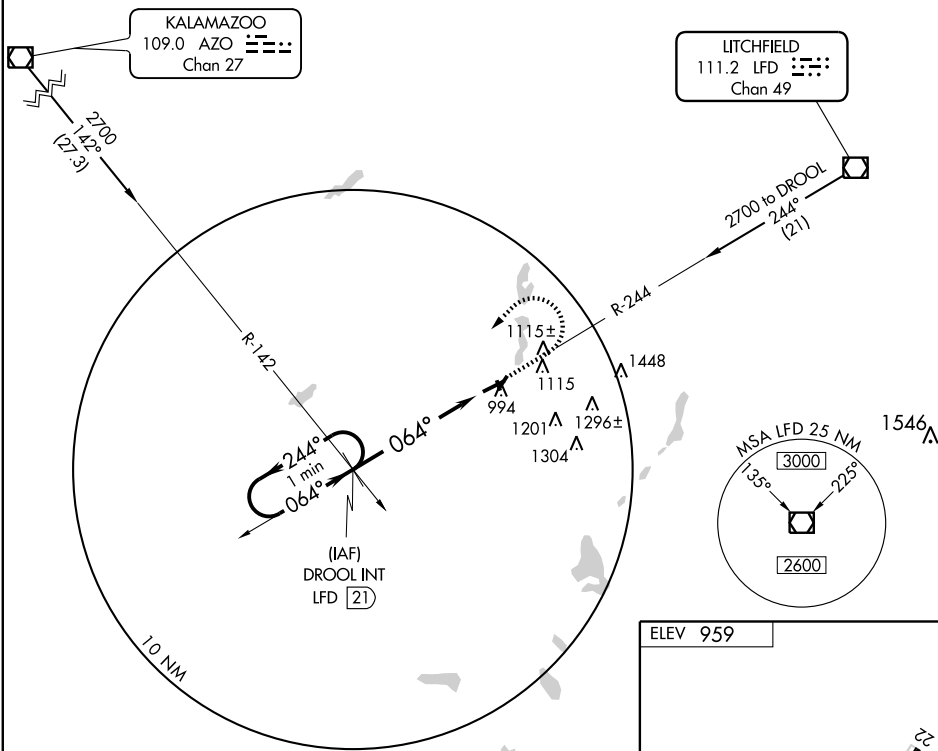 KALAMAZOO
109.0 AZO
Chan 27
LITCHFIELD
111.2 LFD
Chan 49
2700
142°
(27.3)
2700 to DROOL
244°
(21)
R-244
R-142
1115±
1115
1448
994
1201
1296±
1304
1546
064°
244°
1 min
064°
(IAF)
DROOL INT
LFD 21
MSA LFD 25 NM
135°
3000
225°
2600
10 NM
ELEV 959
22